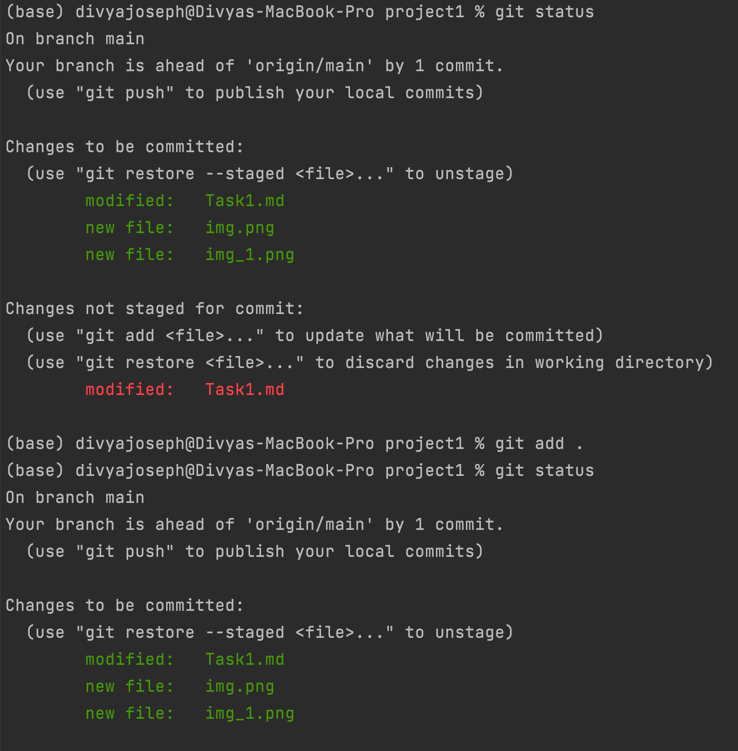 (base) divyajoseph@Divyas-MacBook-Pro project1 % git status
On branch main
Your branch is ahead of 'origin/main' by 1 commit.
  (use "git push" to publish your local commits)

Changes to be committed:
  (use "git restore --staged <file>..." to unstage)
        modified:   Task1.md
        new file:   img.png
        new file:   img_1.png

Changes not staged for commit:
  (use "git add <file>..." to update what will be committed)
  (use "git restore <file>..." to discard changes in working directory)
        modified:   Task1.md

(base) divyajoseph@Divyas-MacBook-Pro project1 % git add .
(base) divyajoseph@Divyas-MacBook-Pro project1 % git status
On branch main
Your branch is ahead of 'origin/main' by 1 commit.
  (use "git push" to publish your local commits)

Changes to be committed:
  (use "git restore --staged <file>..." to unstage)
        modified:   Task1.md
        new file:   img.png
        new file:   img_1.png